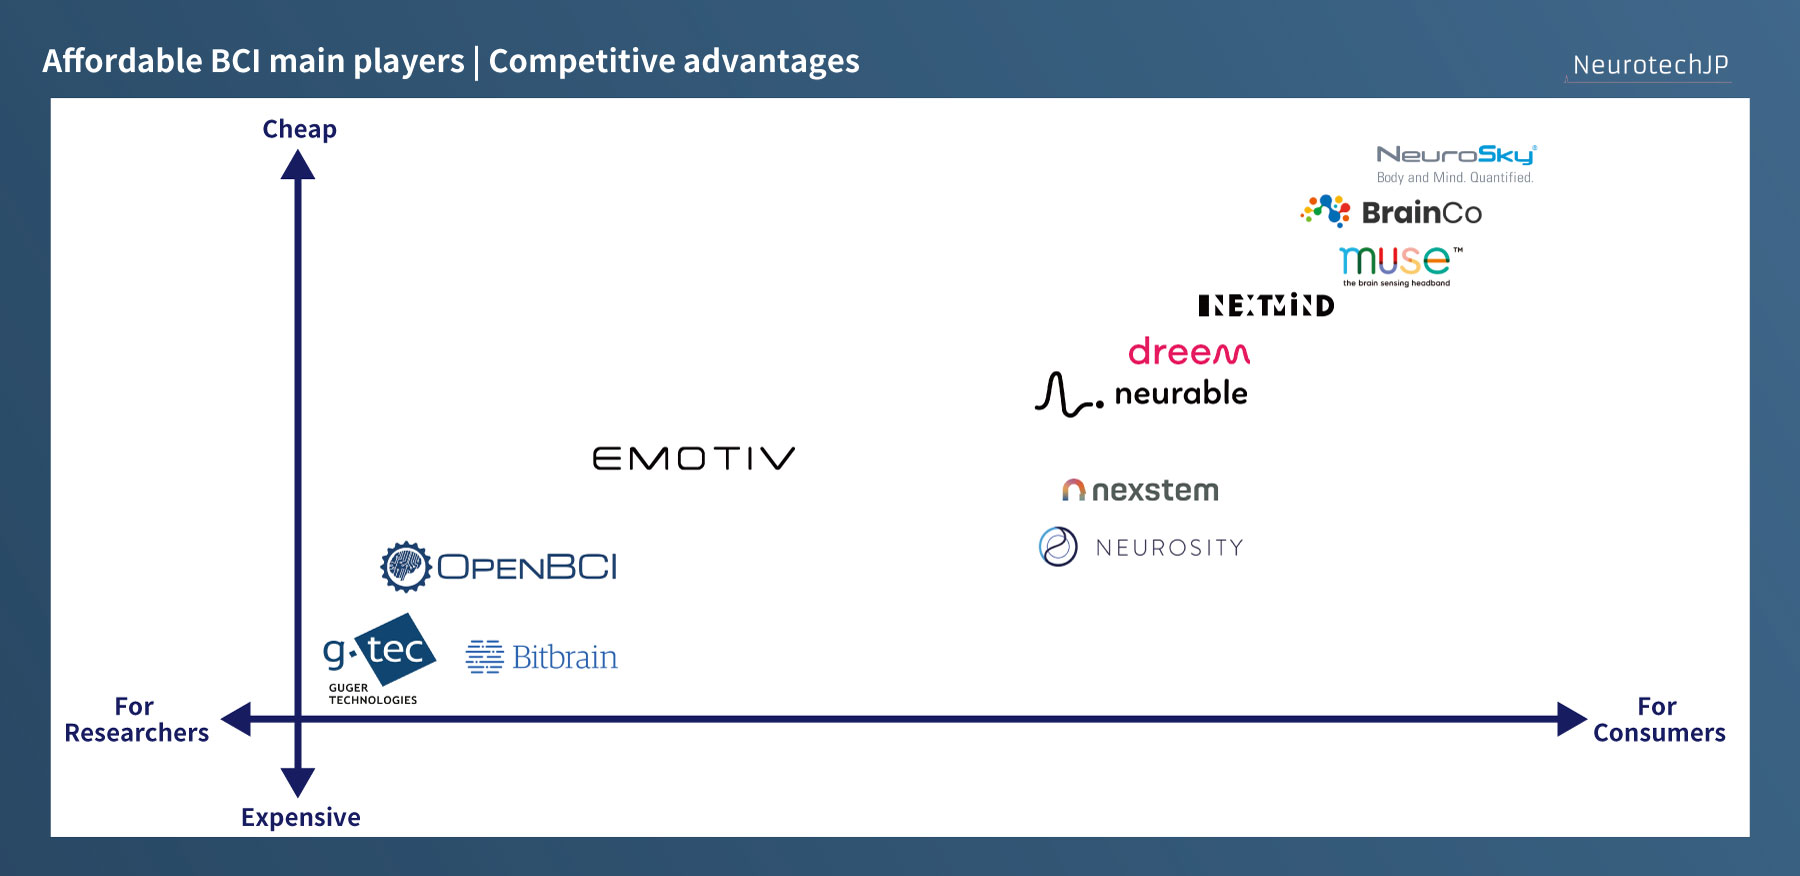 Affordable BCI main players | Competitive advantages
NeurotechJP
Cheap
NeuroSky®
Body and Mind. Quantified.
BrainCo
muse™
the brain sensing headband
NEXTMiND
dreem
neurable
EMOTIV
nexstem
NEUROSITY
OPENBCI
g.tec
GUGER
TECHNOLOGIES
Bitbrain
For
Researchers
For
Consumers
Expensive